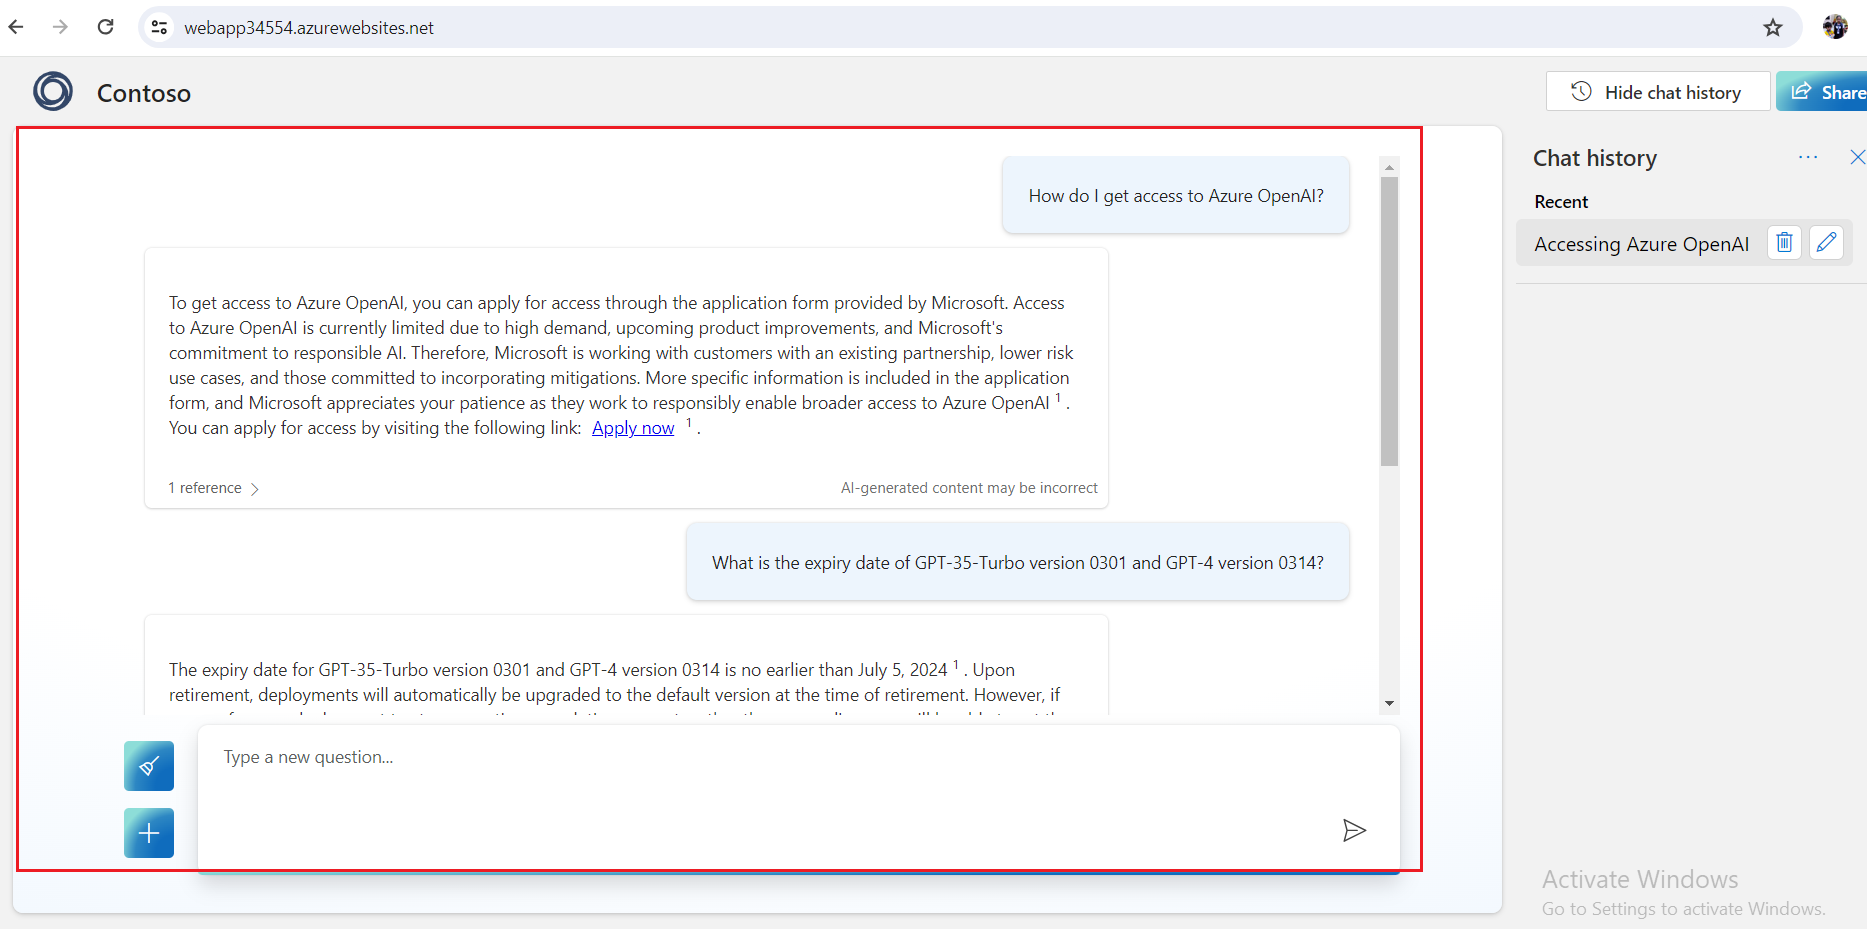 webapp34554.azurewebsites.net
Contoso
Hide chat history
Share
How do I get access to Azure OpenAI?
To get access to Azure OpenAI, you can apply for access through the application form provided by Microsoft. Access
to Azure OpenAI is currently limited due to high demand, upcoming product improvements, and Microsoft's
commitment to responsible AI. Therefore, Microsoft is working with customers with an existing partnership, lower risk
use cases, and those committed to incorporating mitigations. More specific information is included in the application
form, and Microsoft appreciates your patience as they work to responsibly enable broader access to Azure OpenAI 1 .
You can apply for access by visiting the following link: Apply now 1 .
1 reference
AI-generated content may be incorrect
What is the expiry date of GPT-35-Turbo version 0301 and GPT-4 version 0314?
The expiry date for GPT-35-Turbo version 0301 and GPT-4 version 0314 is no earlier than July 5, 2024 1 . Upon
retirement, deployments will automatically be upgraded to the default version at the time of retirement. However, if
Type a new question...
Chat history
Recent
Accessing Azure OpenAI
Activate Windows
Go to Settings to activate Windows.